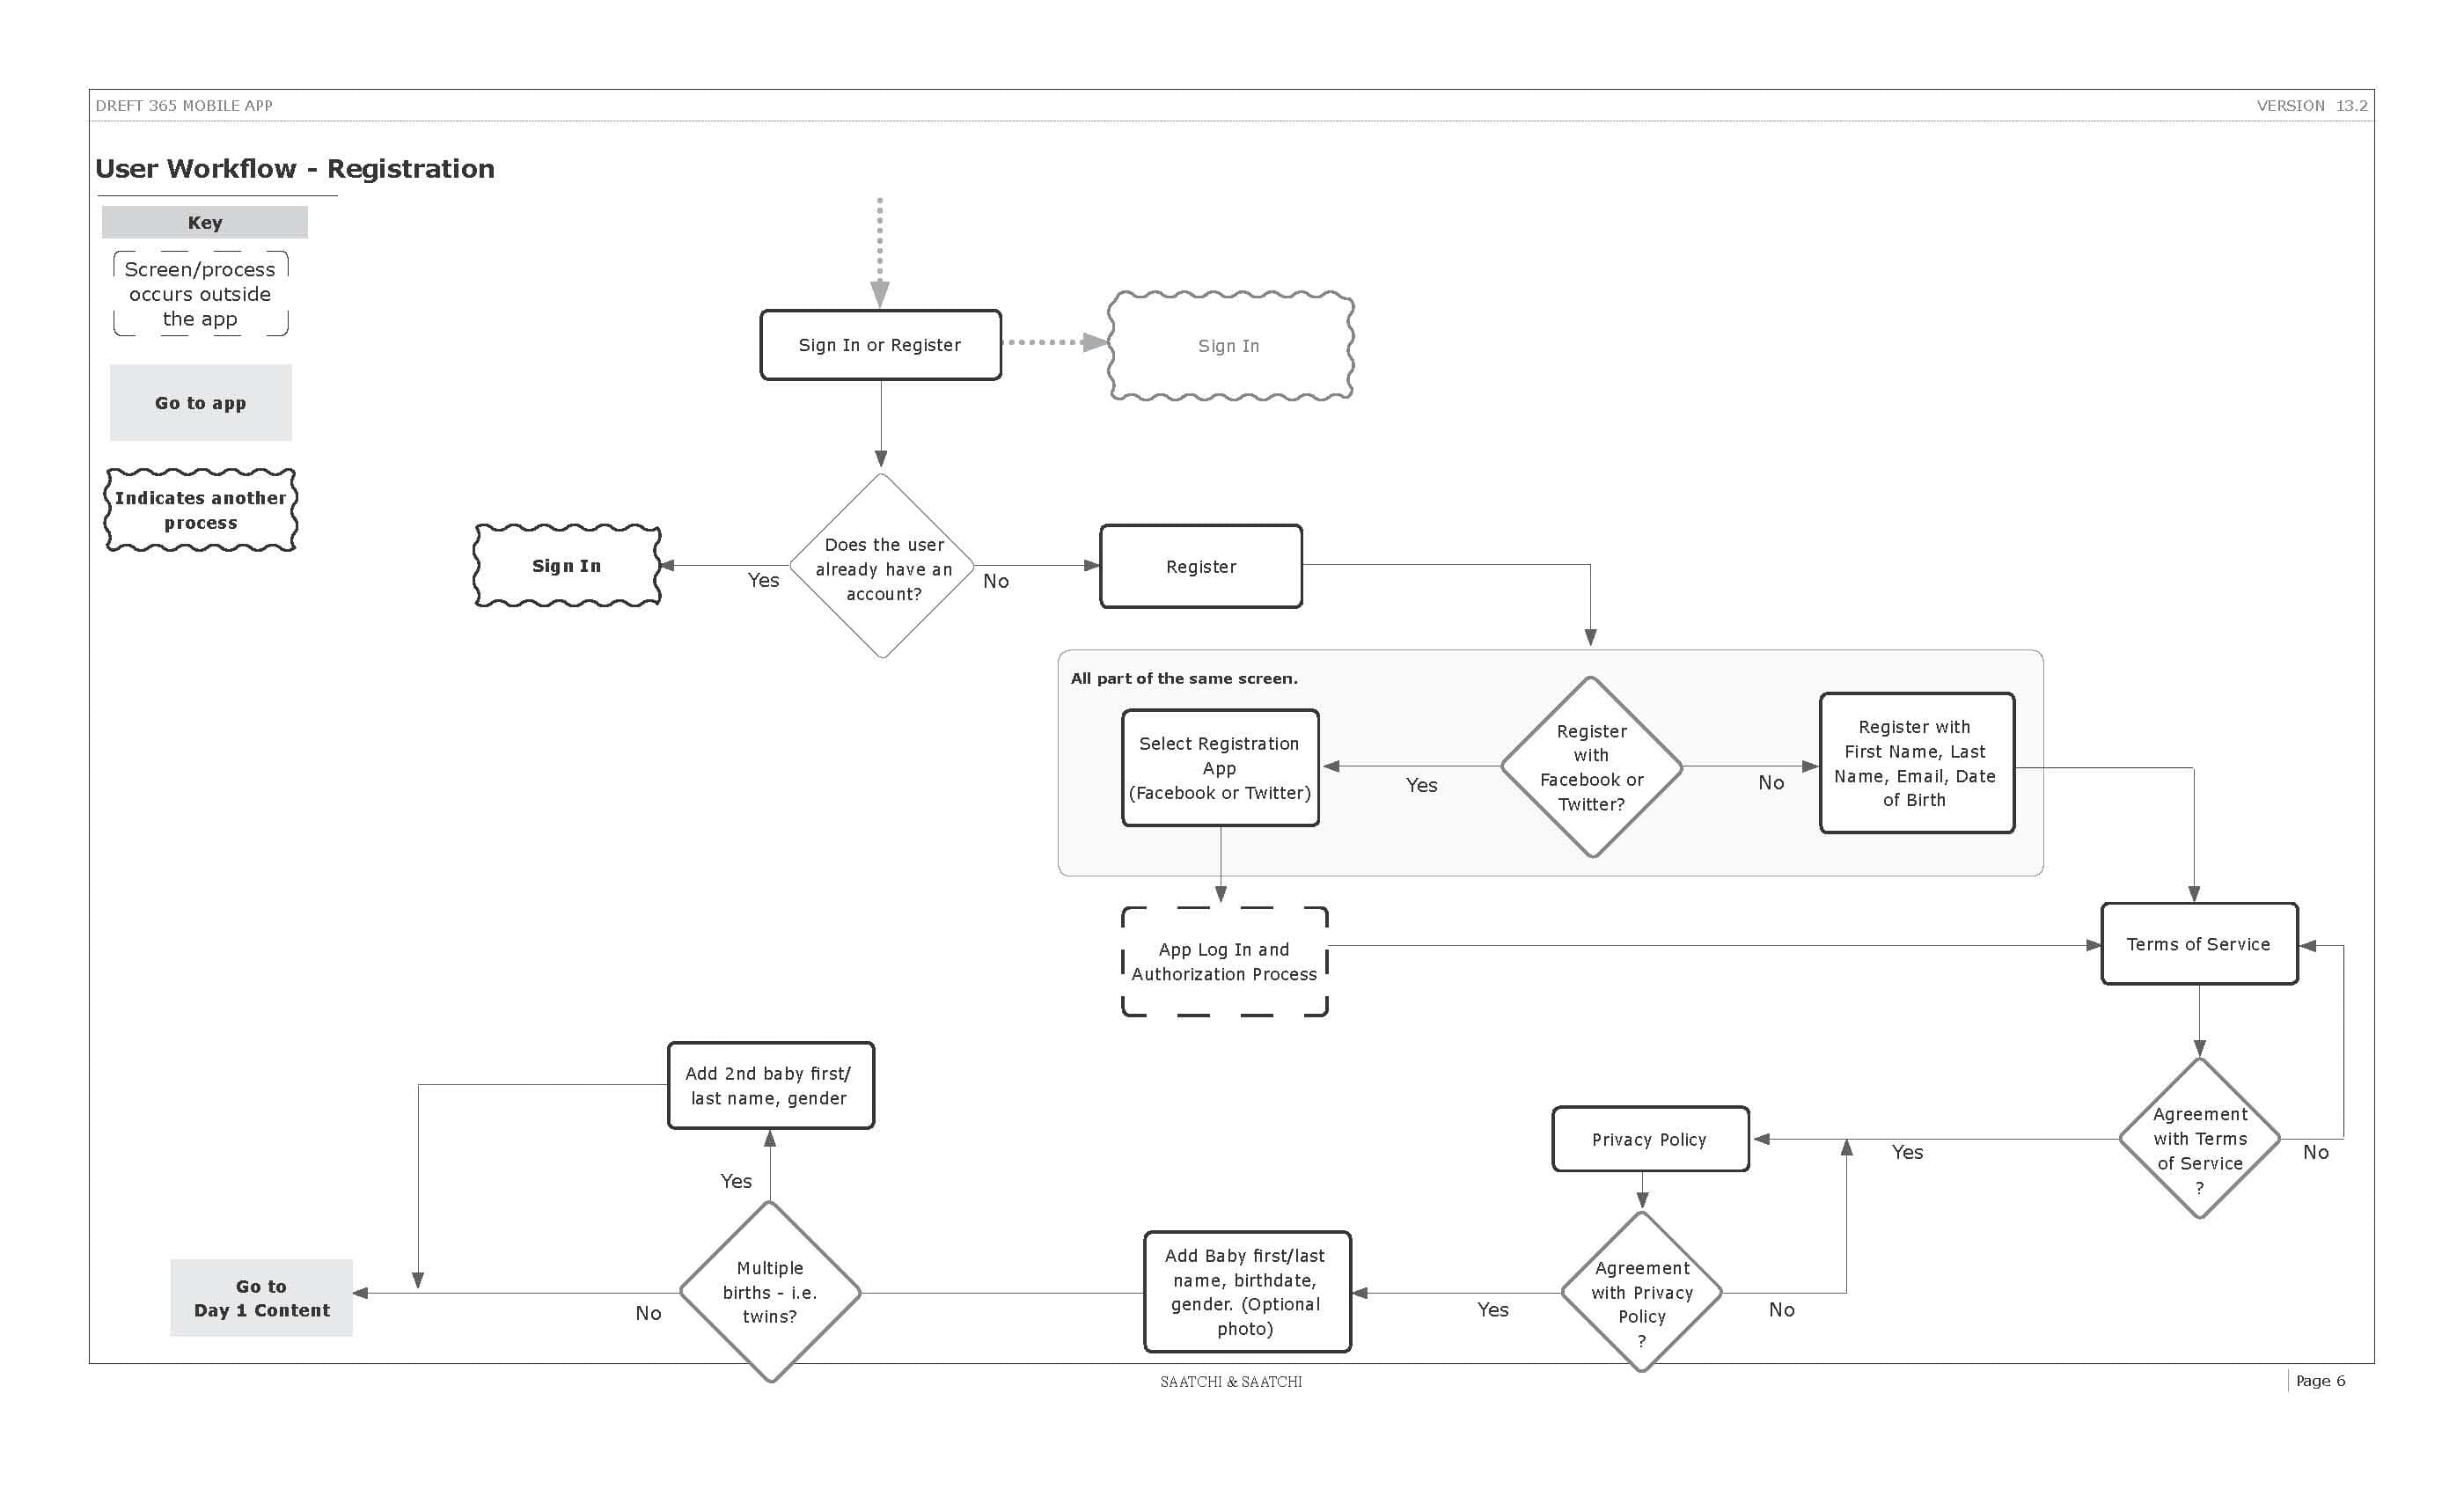 DREFT 365 MOBILE APP
VERSION 13.2
User Workflow - Registration
Key
Screen/process
occurs outside
the app
Go to app
Indicates another
process
Sign In or Register
Sign In
Does the user
already have an
account?
Yes
No
Sign In
Register
All part of the same screen.
Select Registration
App
(Facebook or Twitter)
Yes
Register
with
Facebook or
Twitter?
No
Register with
First Name, Last
Name, Email, Date
of Birth
App Log In and
Authorization Process
Terms of Service
Agreement
with Terms
of Service
?
No
Yes
Privacy Policy
Agreement
with Privacy
Policy
?
No
Yes
Add Baby first/last
name, birthdate,
gender. (Optional
photo)
Multiple
births - i.e.
twins?
Yes
Add 2nd baby first/
last name, gender
No
Go to
Day 1 Content
SAATCHI & SAATCHI
Page 6